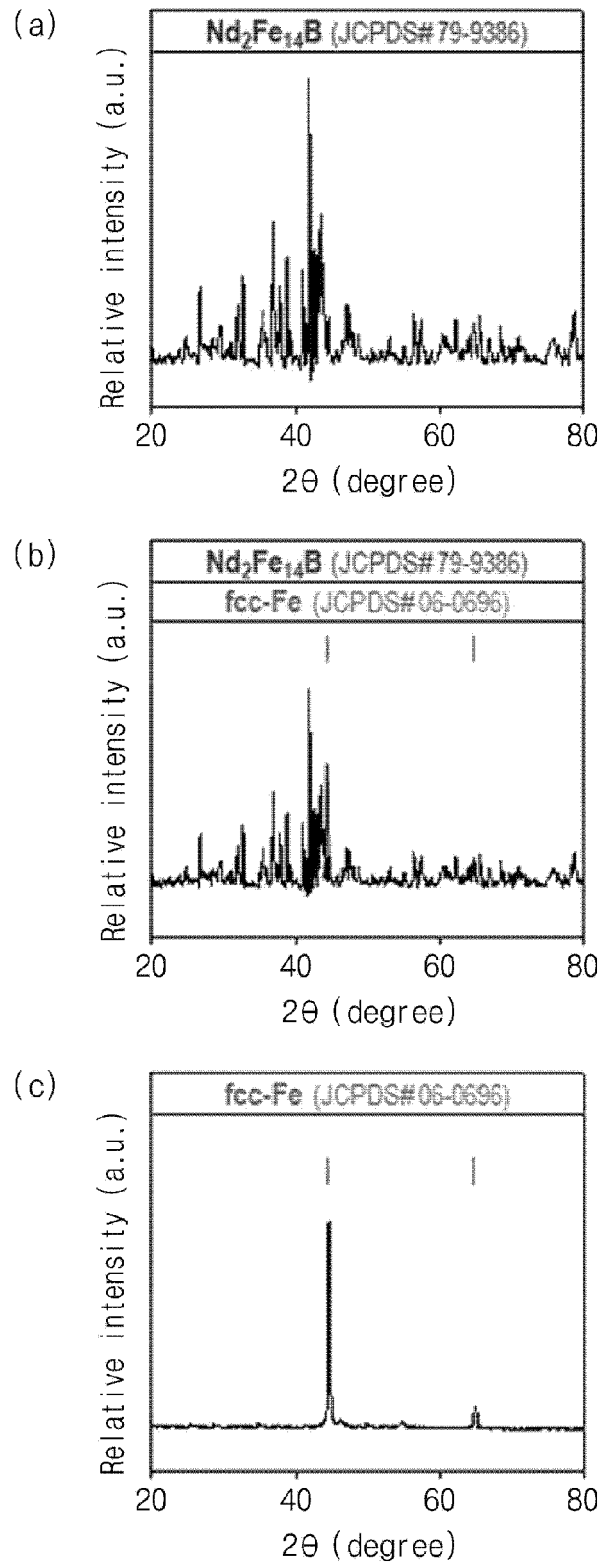 (a)
Nd₂Fe₁₄B (JCPDS#79-9386)
Relative intensity (a.u.)
20 40 60 80
2θ (degree)
(b)
Nd₂Fe₁₄B (JCPDS#79-9386)
fcc-Fe (JCPDS#06-0696)
Relative intensity (a.u.)
20 40 60 80
2θ (degree)
(c)
fcc-Fe (JCPDS#06-0696)
Relative intensity (a.u.)
20 40 60 80
2θ (degree)